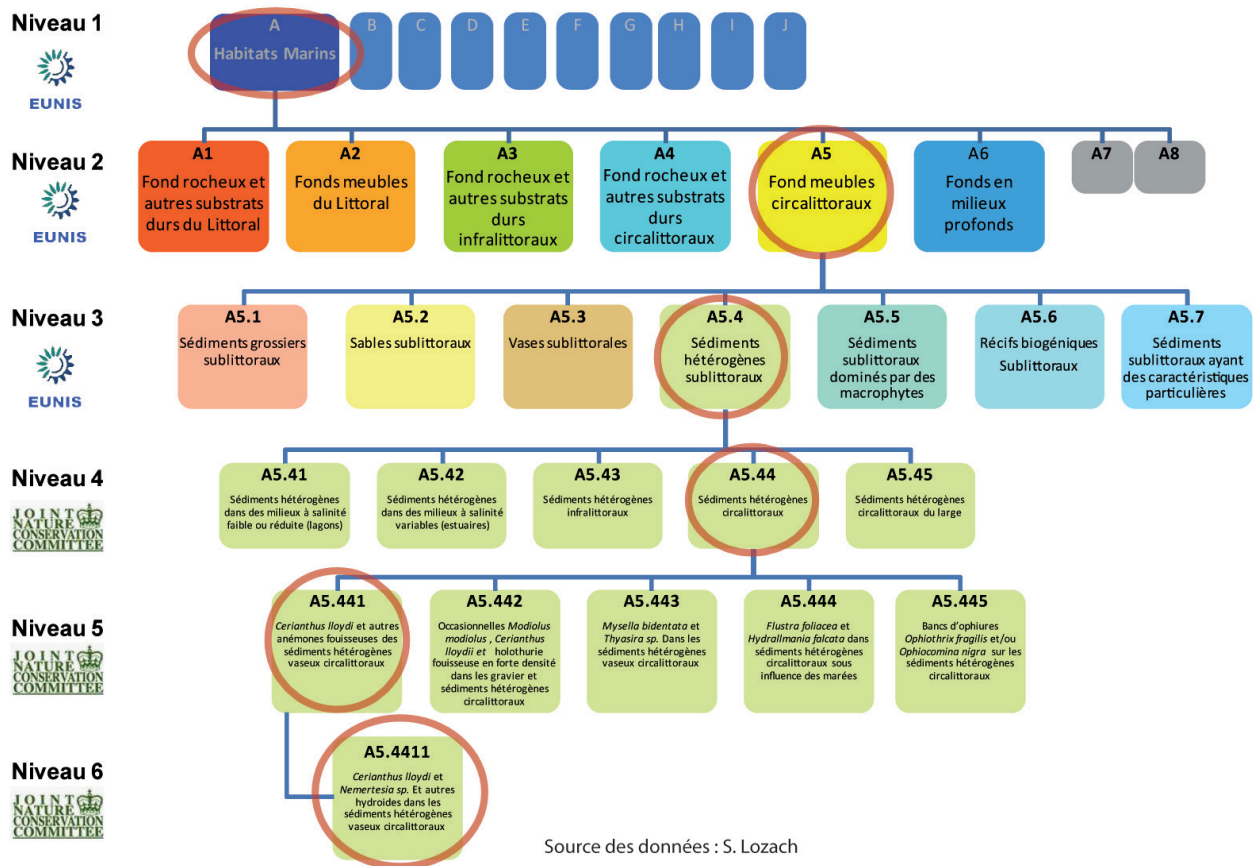 Niveau 1
EUNIS
A
Habitats Marins
B
C
D
E
F
G
H
I
J
Niveau 2
EUNIS
A1
Fond rocheux et
autres substrats
durs du Littoral
A2
Fonds meubles
du Littoral
A3
Fond rocheux et
autres substrats
durs
infralittoraux
A4
Fond rocheux et
autres substrats
durs
circalittoraux
A5
Fond meubles
circalittoraux
A6
Fonds en
milieux
profonds
A7
A8
Niveau 3
EUNIS
A5.1
Sédiments grossiers
sublittoraux
A5.2
Sables sublittoraux
A5.3
Vases sublittorales
A5.4
Sédiments
hétérogènes
sublittoraux
A5.5
Sédiments
sublittoraux
dominés par des
macrophytes
A5.6
Récifs biogéniques
Sublittoraux
A5.7
Sédiments
sublittoraux ayant
des caractéristiques
particulières
Niveau 4
JOINT
NATURE
CONSERVATION
COMMITTEE
A5.41
Sédiments hétérogènes
dans des milieux à salinité
faible ou réduite (lagons)
A5.42
Sédiments hétérogènes
dans des milieux à salinité
variables (estuaires)
A5.43
Sédiments hétérogènes
infralittoraux
A5.44
Sédiments hétérogènes
circalittoraux
A5.45
Sédiments hétérogènes
circalittoraux du large
Niveau 5
JOINT
NATURE
CONSERVATION
COMMITTEE
A5.441
Cerianthus lloydi et autres
anémones fouisseuses des
sédiments hétérogènes
vaseux circalittoraux
A5.442
Occasionnelles Modiolus
modiolus , Cerianthus
lloydii et holothurie
fouisseuse en forte densité
dans les gravier et
sédiments hétérogènes
circalittoraux
A5.443
Mysella bidentata et
Thyasira sp. Dans les
sédiments hétérogènes
vaseux circalittoraux
A5.444
Flustra foliacea et
Hydrallmania falcata dans
sédiments hétérogènes
circalittoraux sous
influence des marées
A5.445
Bancs d'ophiures
Ophiothrix fragilis et/ou
Ophiocomina nigra sur les
sédiments hétérogènes
circalittoraux
Niveau 6
JOINT
NATURE
CONSERVATION
COMMITTEE
A5.4411
Cerianthus lloydi et
Nemertesia sp. Et autres
hydroides dans les
sédiments hétérogènes
vaseux circalittoraux
Source des données : S. Lozach